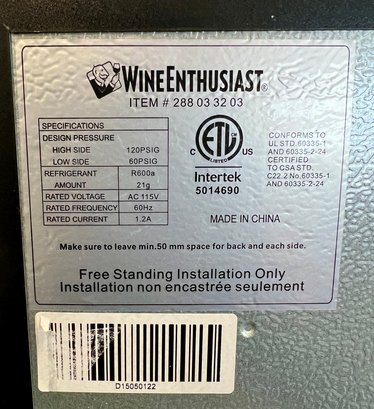 WINEENTHUSIAST®
ITEM # 288 03 32 03
SPECIFICATIONS
DESIGN PRESSURE
HIGH SIDE 120PSIG
LOW SIDE 60PSIG
REFRIGERANT R600a
AMOUNT 21g
RATED VOLTAGE AC 115V
RATED FREQUENCY 60Hz
RATED CURRENT 1.2A
ETL
CM
LISTED
C US
Intertek
5014690
CONFORMS TO
UL STD.60335-1
AND 60335-2-24
CERTIFIED
TO CSA STD
C22.2 No.60335-1
AND 60335-2-24
MADE IN CHINA
Make sure to leave min.50 mm space for back and each side.
Free Standing Installation Only
Installation non encastrée seulement
D15050122